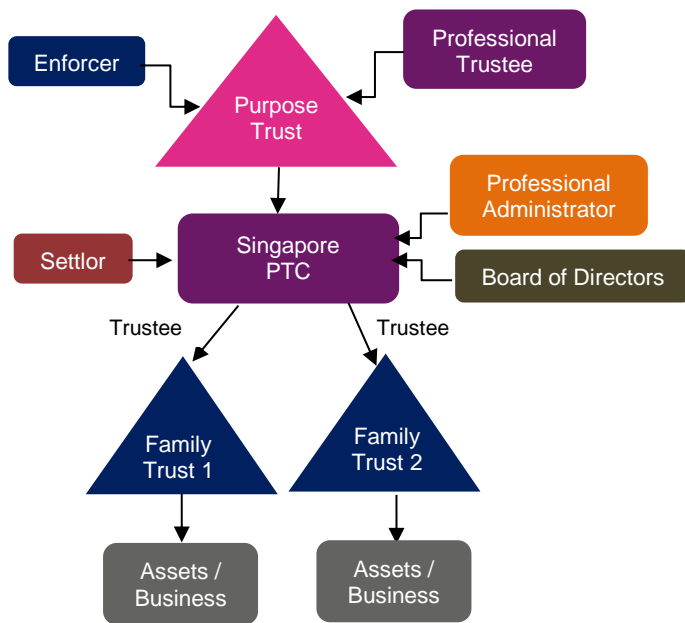 Enforcer
Professional
Trustee
Purpose
Trust
Professional
Administrator
Settlor
Singapore
PTC
Board of Directors
Trustee
Trustee
Family
Trust 1
Family
Trust 2
Assets /
Business
Assets /
Business